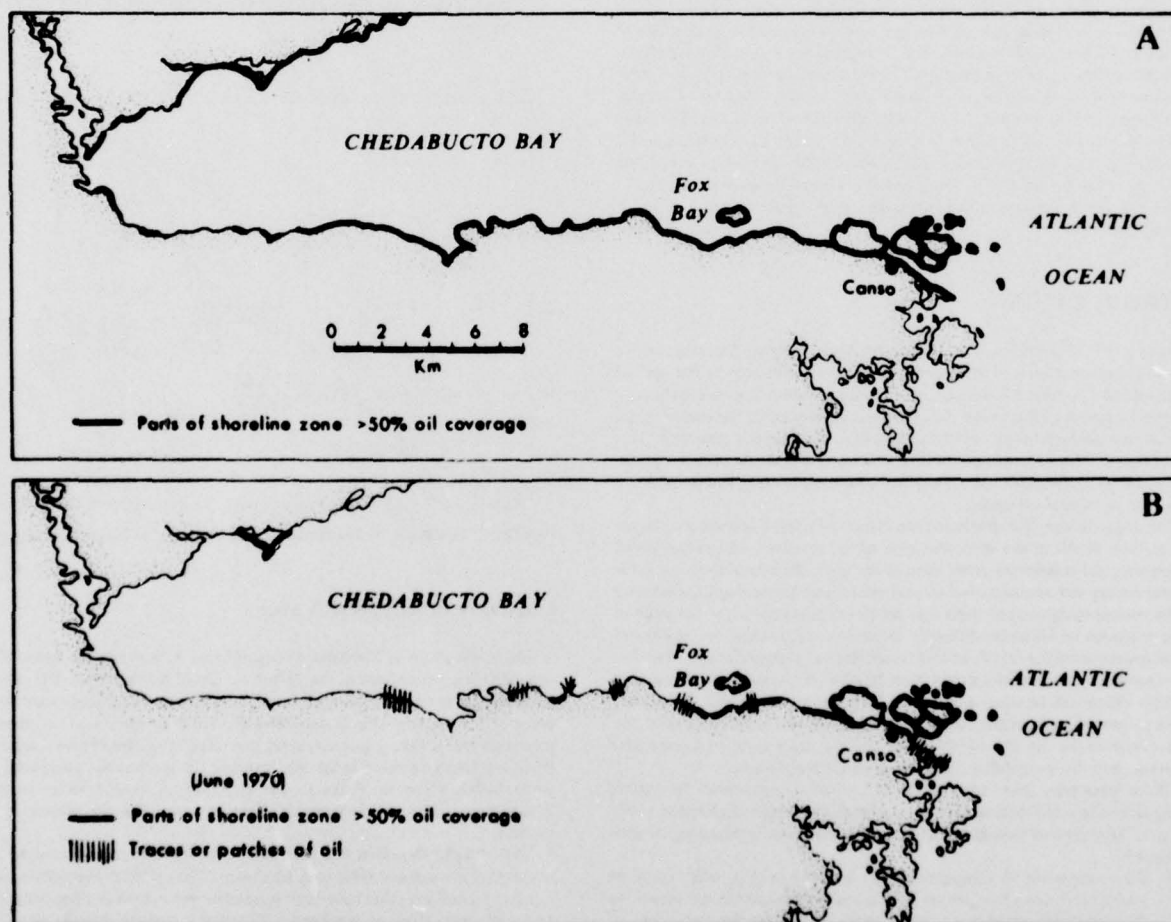 A
CHEDABUCTO BAY
Fox
Bay
ATLANTIC
OCEAN
Canso
0 2 4 6 8
Km
Parts of shoreline zone >50% oil coverage
B
CHEDABUCTO BAY
Fox
Bay
ATLANTIC
OCEAN
Canso
(June 1976)
Parts of shoreline zone >50% oil coverage
Traces or patches of oil